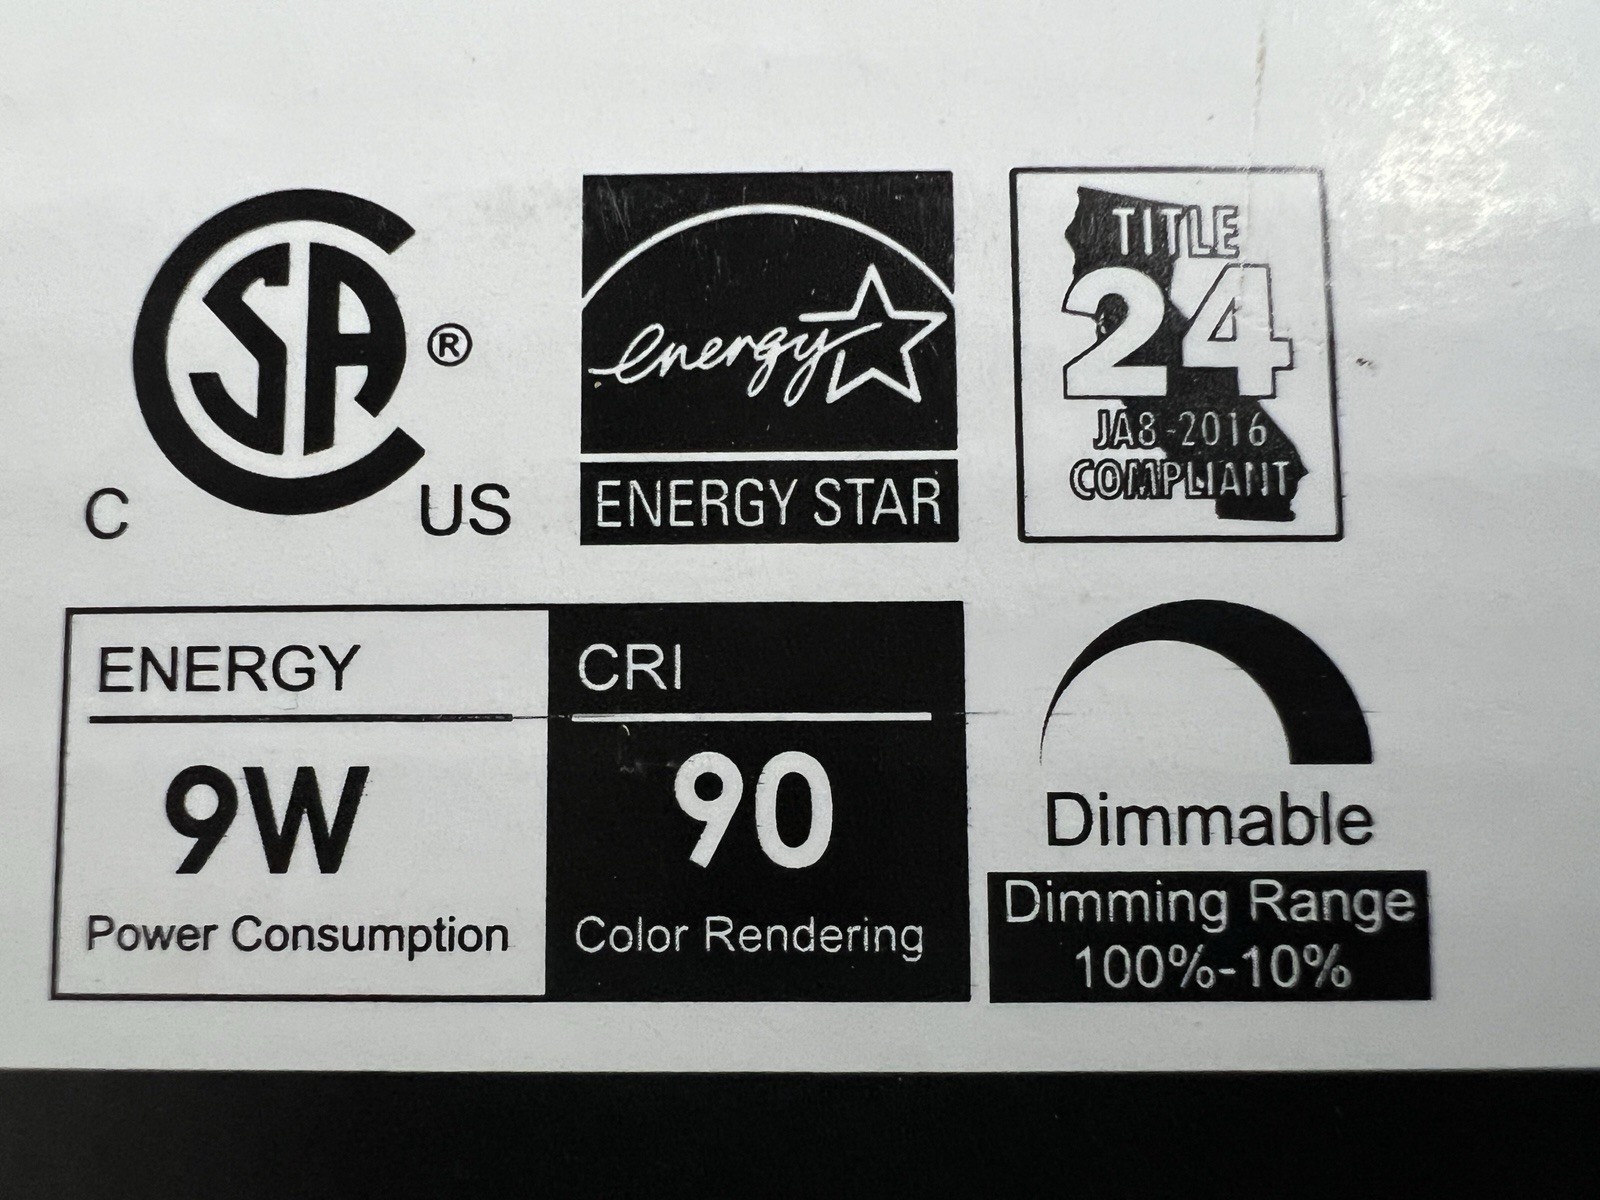 CSA®
C US
energy
ENERGY STAR
TITLE
24
JA8-2016
COMPLIANT
ENERGY
9W
Power Consumption
CRI
90
Color Rendering
Dimmable
Dimming Range
100%-10%